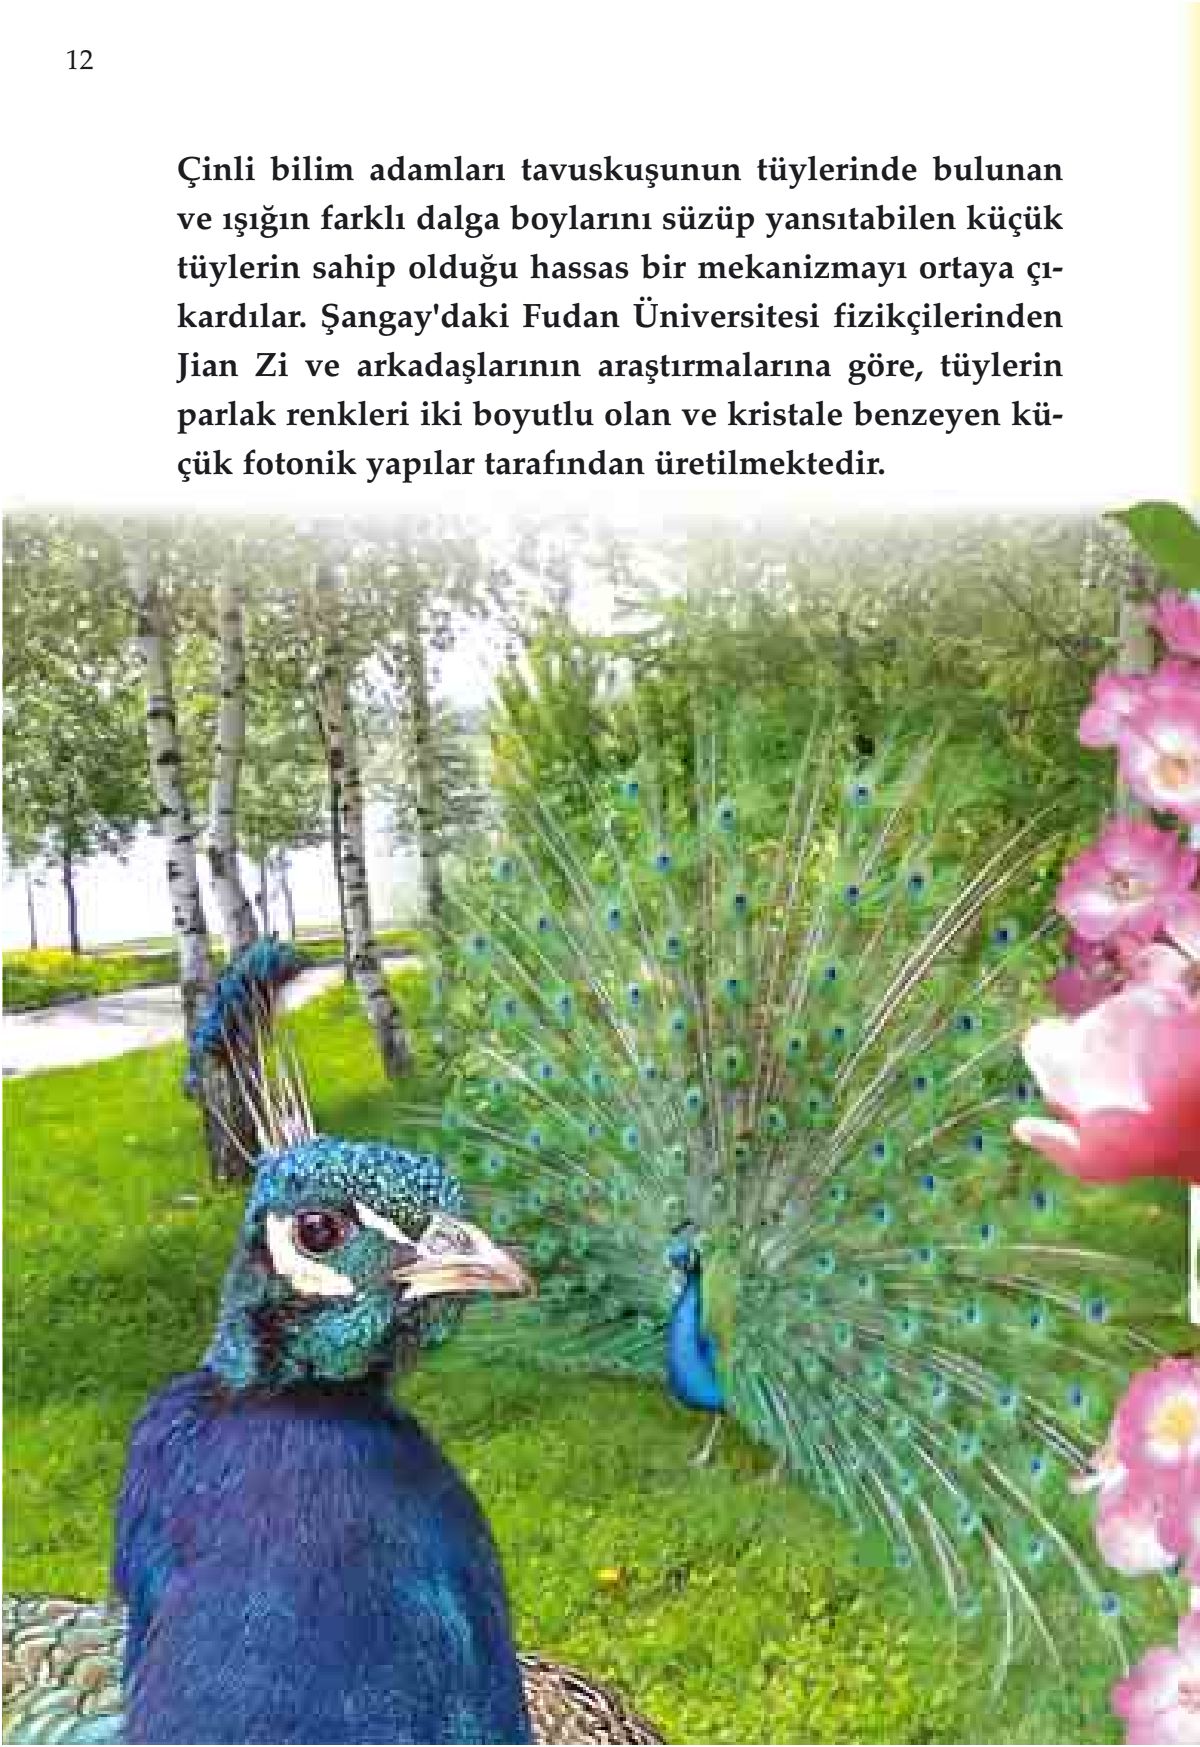 12
Çinli bilim adamları tavuskuşunun tüylerinde bulunan
ve ışığın farklı dalga boylarını süzüp yansıtabilen küçük
tüylerin sahip olduğu hassas bir mekanizmayı ortaya çı-
kardılar. Şangay'daki Fudan Üniversitesi fizikçilerinden
Jian Zi ve arkadaşlarının araştırmalarına göre, tüylerin
parlak renkleri iki boyutlu olan ve kristale benzeyen kü-
çük fotonik yapılar tarafından üretilmektedir.